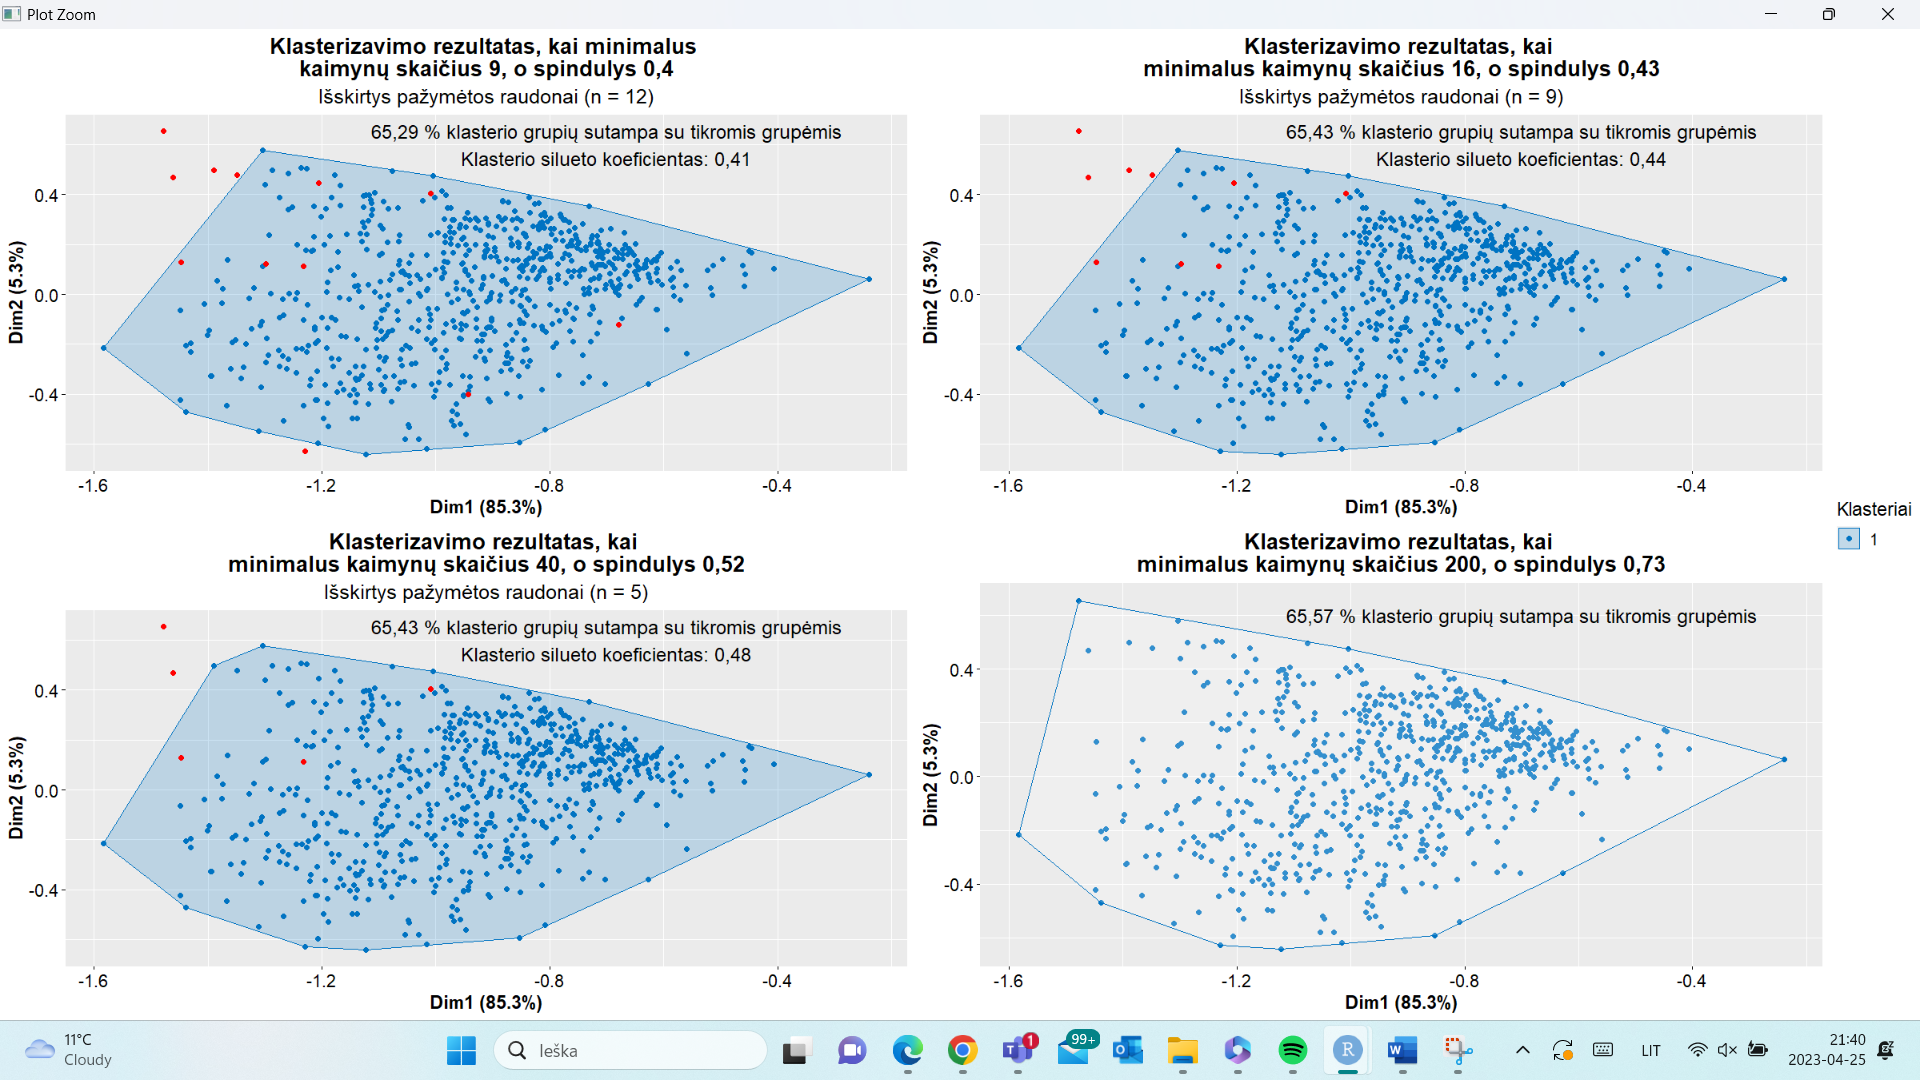 Plot Zoom
Klasterizavimo rezultatas, kai minimalus
kaimynų skaičius 9, o spindulys 0,4
Išskirtys pažymėtos raudonai (n = 12)
65,29 % klasterio grupių sutampa su tikromis grupėmis
Klasterio silueto koeficientas: 0,41
0.4
0.0
-0.4
Dim2 (5.3%)
-1.6
-1.2
-0.8
-0.4
Dim1 (85.3%)
Klasterizavimo rezultatas, kai
minimalus kaimynų skaičius 16, o spindulys 0,43
Išskirtys pažymėtos raudonai (n = 9)
65,43 % klasterio grupių sutampa su tikromis grupėmis
Klasterio silueto koeficientas: 0,44
0.4
0.0
-0.4
Dim2 (5.3%)
-1.6
-1.2
-0.8
-0.4
Dim1 (85.3%)
Klasteriai
1
Klasterizavimo rezultatas, kai
minimalus kaimynų skaičius 40, o spindulys 0,52
Išskirtys pažymėtos raudonai (n = 5)
65,43 % klasterio grupių sutampa su tikromis grupėmis
Klasterio silueto koeficientas: 0,48
0.4
0.0
-0.4
Dim2 (5.3%)
-1.6
-1.2
-0.8
-0.4
Dim1 (85.3%)
Klasterizavimo rezultatas, kai
minimalus kaimynų skaičius 200, o spindulys 0,73
65,57 % klasterio grupių sutampa su tikromis grupėmis
0.4
0.0
-0.4
Dim2 (5.3%)
-1.6
-1.2
-0.8
-0.4
Dim1 (85.3%)
11°C
Cloudy
Ieška
1
99+
LIT
21:40
2023-04-25